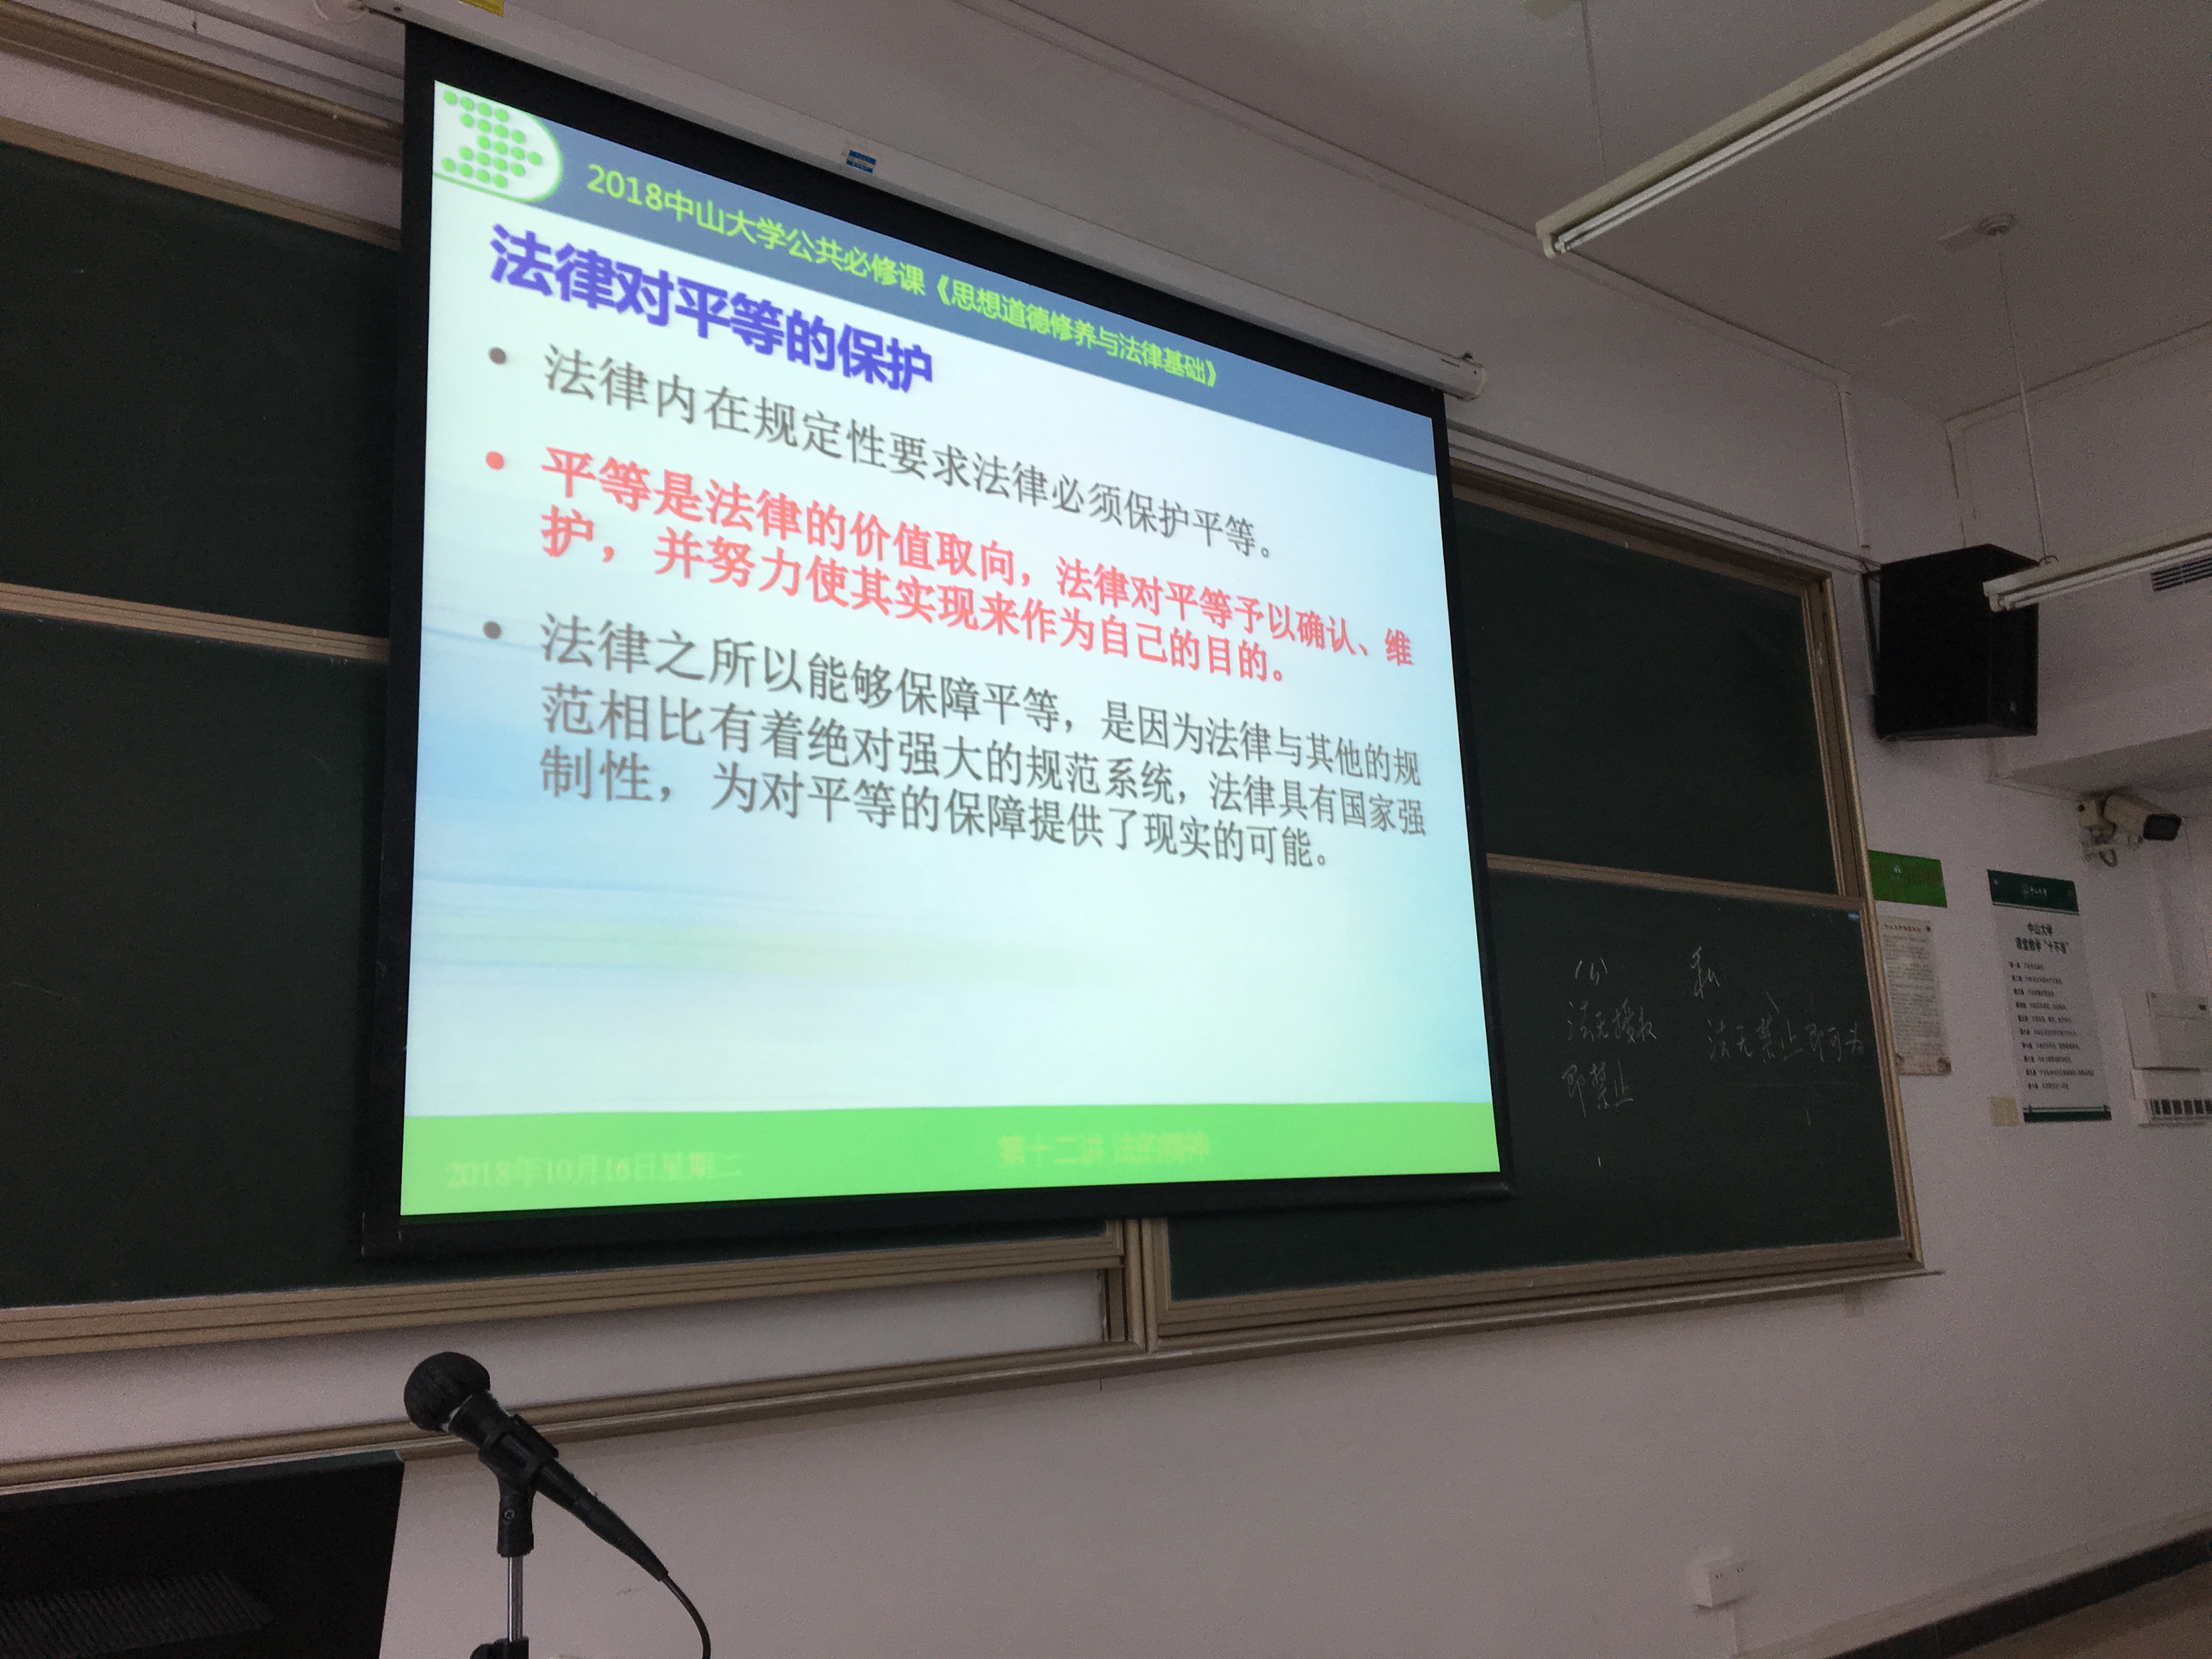 2018中山大学公共必修课《思想道德修养与法律基础》
法律对平等的保护
• 法律内在规定性要求法律必须保护平等。
• 平等是法律的价值取向，法律对平等予以确认、维
护，并努力使其实现来作为自己的目的。
• 法律之所以能够保障平等，是因为法律与其他的规
范相比有着绝对强大的规范系统，法律具有国家强
制性，为对平等的保障提供了现实的可能。
2018年10月16日星期二
第十二讲 法的精神
公
私
法无授权
即禁止
法无禁止即可为
中山大学
课堂教学“十不准”